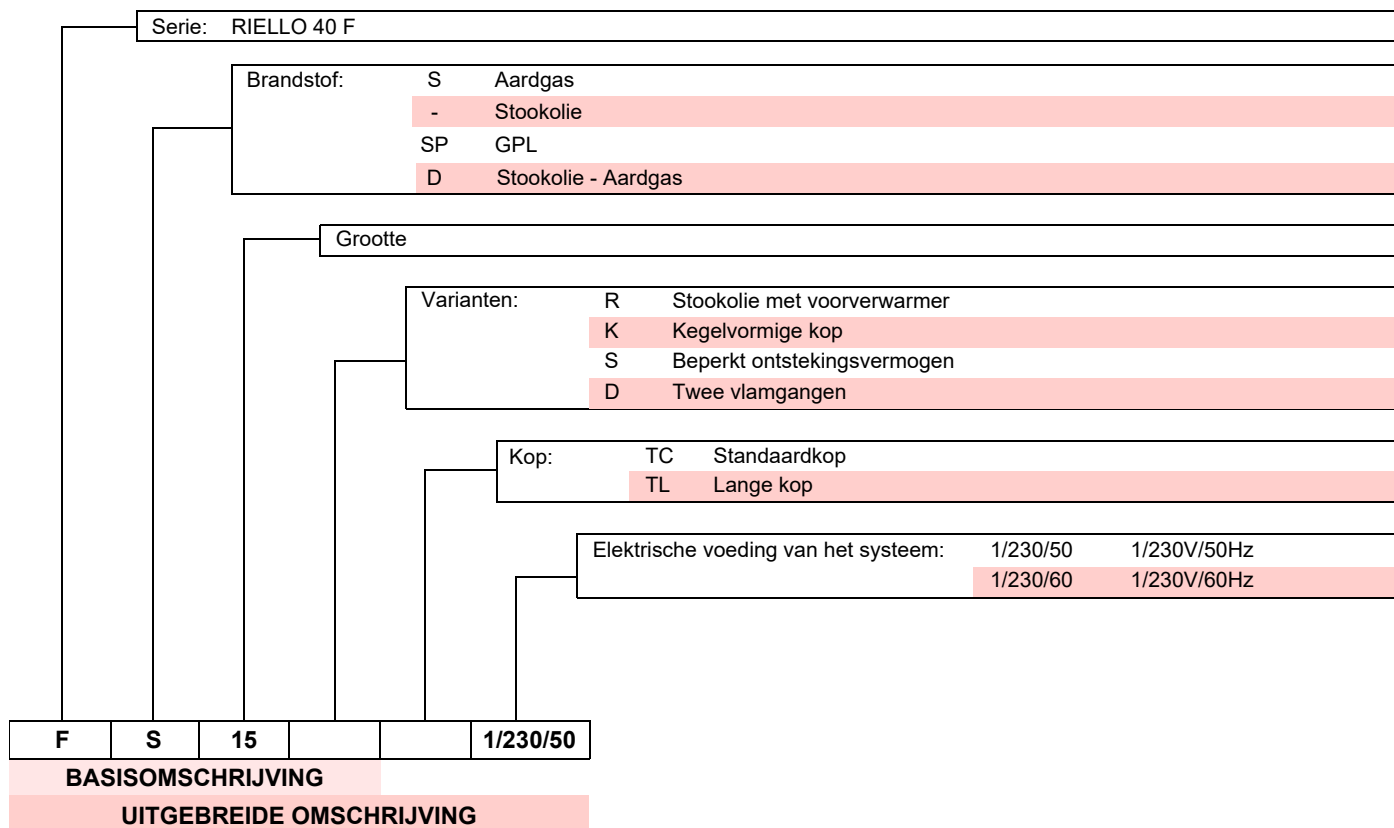 Serie: RIELLO 40 F
Brandstof: S Aardgas
- Stookolie
SP GPL
D Stookolie - Aardgas
Grootte
Varianten: R Stookolie met voorverwarmer
K Kegelvormige kop
S Beperkt ontstekingsvermogen
D Twee vlamgangen
Kop: TC Standaardkop
TL Lange kop
Elektrische voeding van het systeem: 1/230/50 1/230V/50Hz
1/230/60 1/230V/60Hz
F S 15 1/230/50
BASISOMSCHRIJVING
UITGEBREIDE OMSCHRIJVING